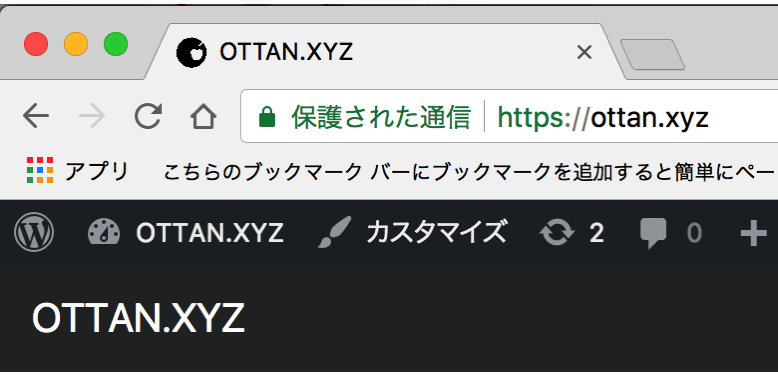 OTTAN.XYZ
保護された通信 https://ottan.xyz
アプリ こちらのブックマーク バーにブックマークを追加すると簡単にペー
OTTAN.XYZ カスタマイズ 2 0
OTTAN.XYZ